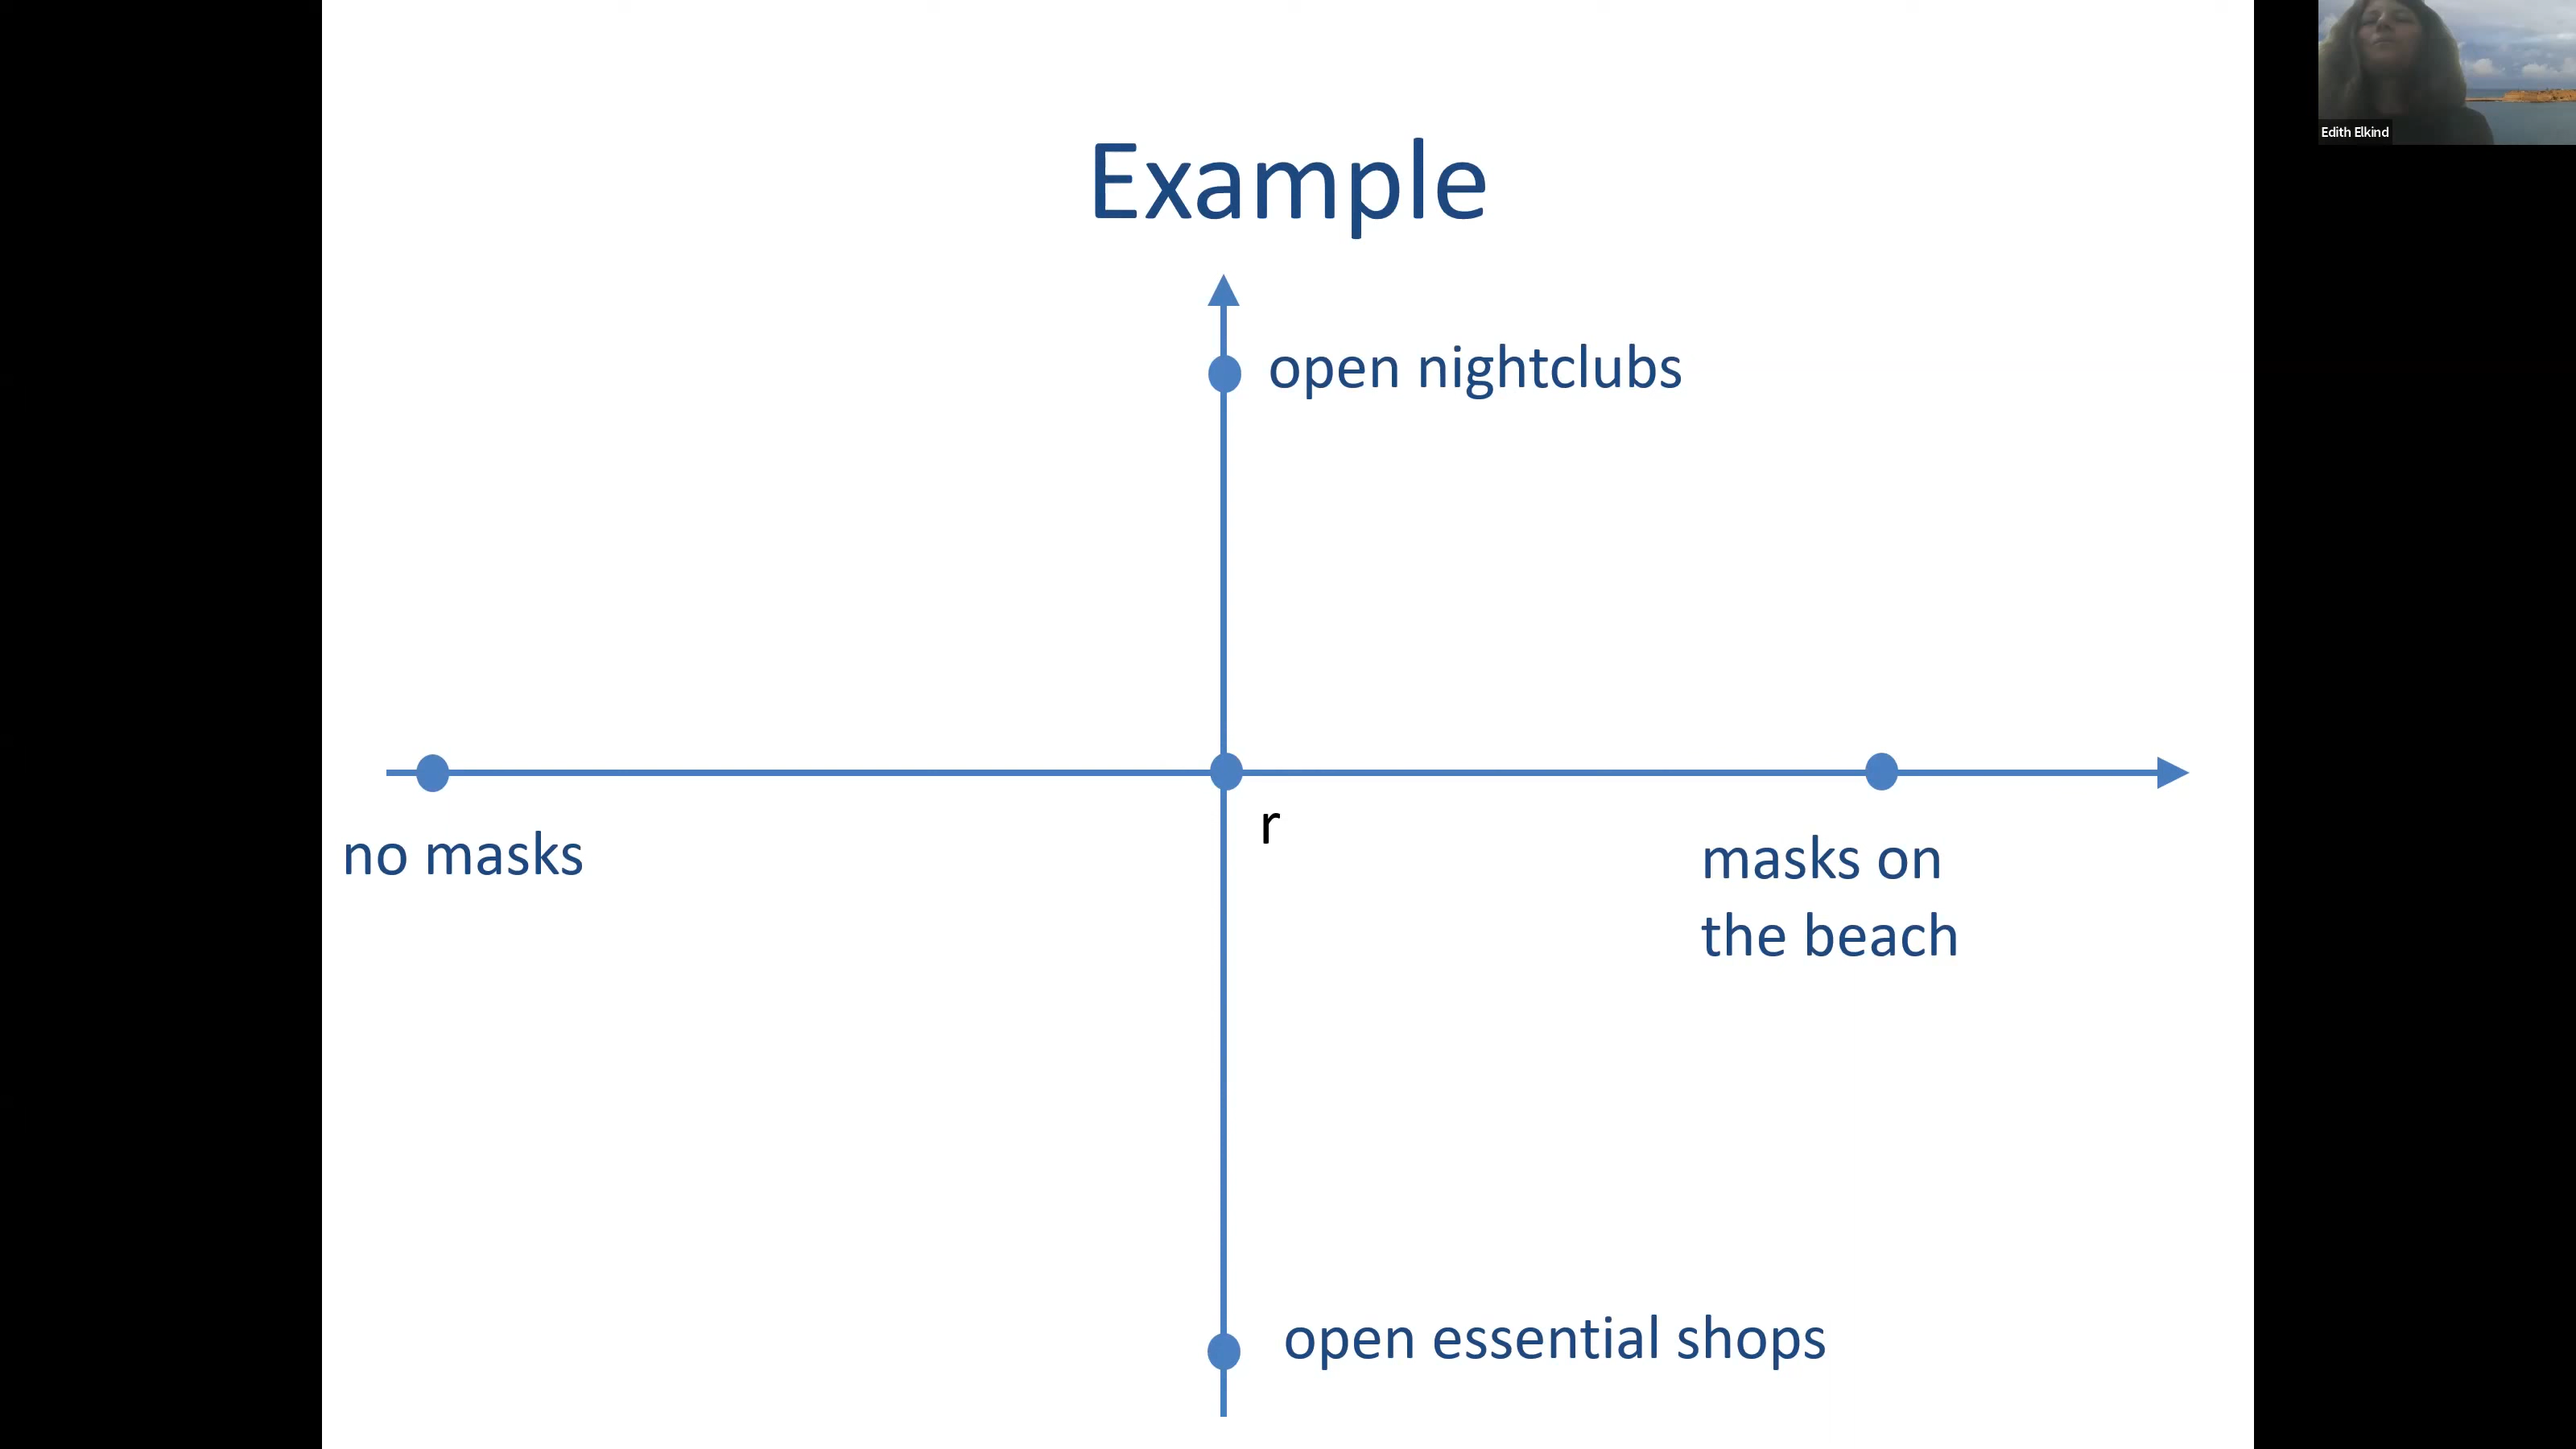 Edith Elkind
Example
open nightclubs
r
no masks
masks on
the beach
open essential shops